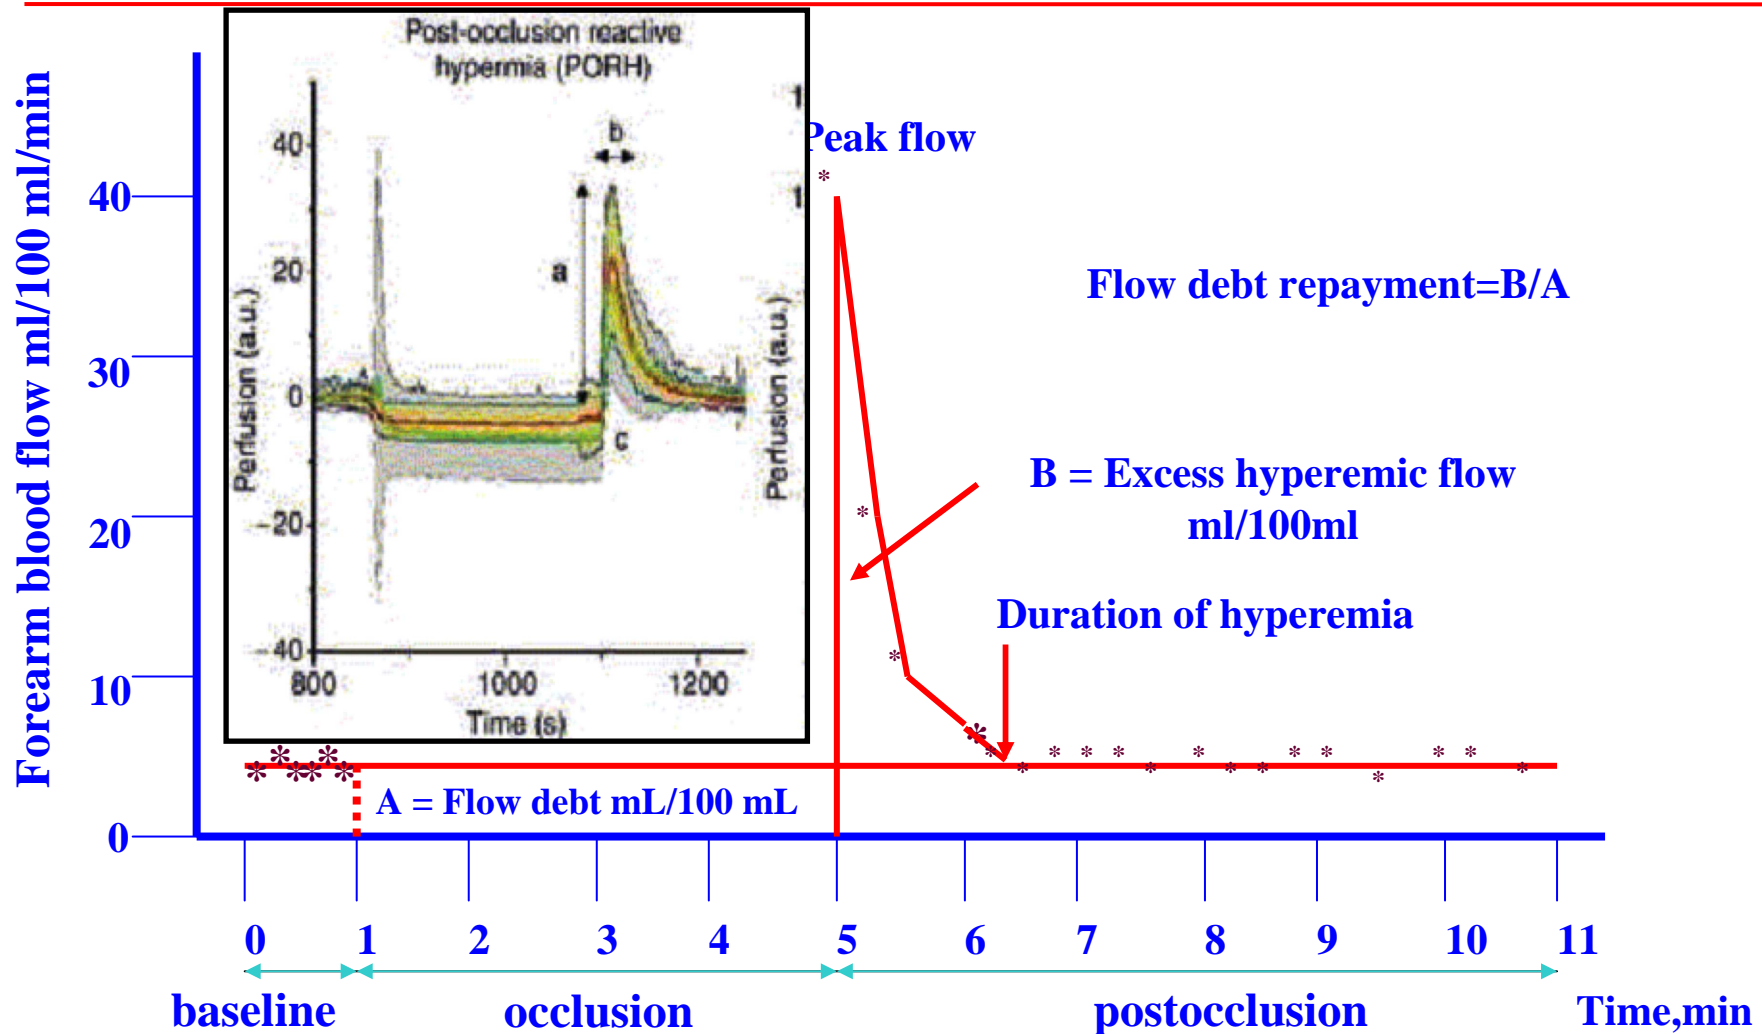 Post-occlusion reactive
hypermia (PORH)
40
20
0
-20
-40
800
1000
1200
Perfusion (a.u.)
Time (s)
a
b
c
Perfusion (a.u.)
Forearm blood flow ml/100 ml/min
40
30
20
10
0
Peak flow
Flow debt repayment=B/A
B = Excess hyperemic flow
ml/100ml
Duration of hyperemia
A = Flow debt mL/100 mL
0 1 2 3 4 5 6 7 8 9 10 11
baseline occlusion postocclusion Time,min